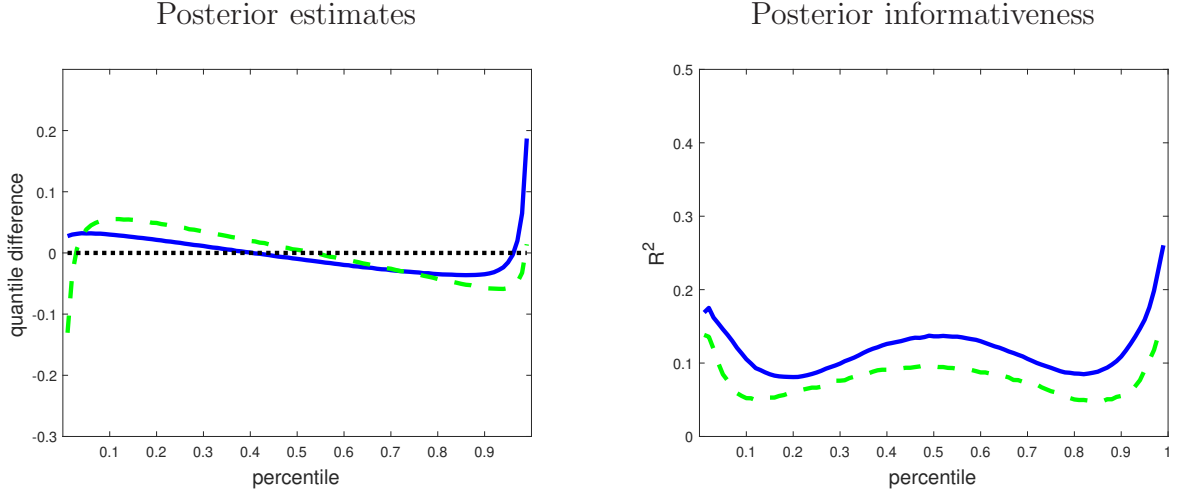 Posterior estimates
quantile difference
0.2
0.1
0
-0.1
-0.2
-0.3
0.1 0.2 0.3 0.4 0.5 0.6 0.7 0.8 0.9
percentile
Posterior informativeness
R²
0.5
0.4
0.3
0.2
0.1
0
0.1 0.2 0.3 0.4 0.5 0.6 0.7 0.8 0.9 1
percentile